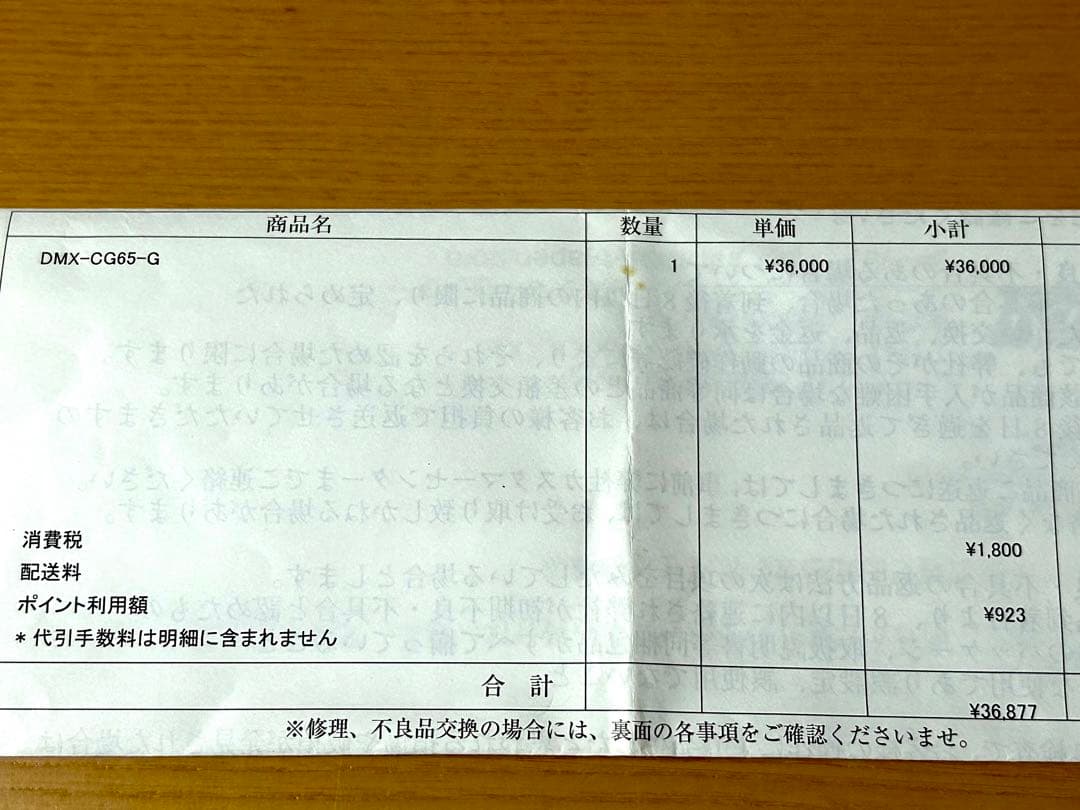 商品名 数量 単価 小計
DMX-CG65-G 1 ¥36,000 ¥36,000
消費税 ¥1,800
配送料
ポイント利用額 ¥923
*代引手数料は明細に含まれません
合 計 ¥36,877
※修理、不良品交換の場合には、裏面の各事項をご確認くださいませ。